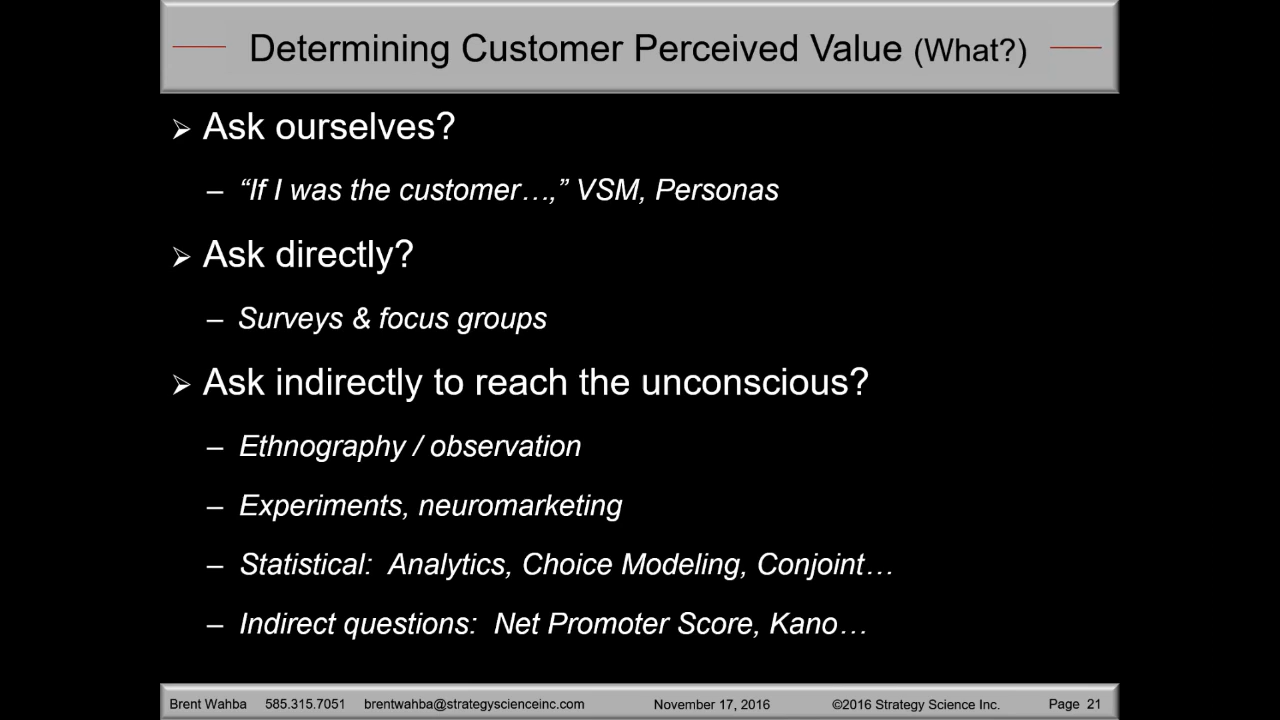 Determining Customer Perceived Value (What?)
➢ Ask ourselves?
– “If I was the customer…,” VSM, Personas
➢ Ask directly?
– Surveys & focus groups
➢ Ask indirectly to reach the unconscious?
– Ethnography / observation
– Experiments, neuromarketing
– Statistical: Analytics, Choice Modeling, Conjoint…
– Indirect questions: Net Promoter Score, Kano…
Brent Wahba 585.315.7051 brentwahba@strategyscienceinc.com November 17, 2016 ©2016 Strategy Science Inc. Page 21